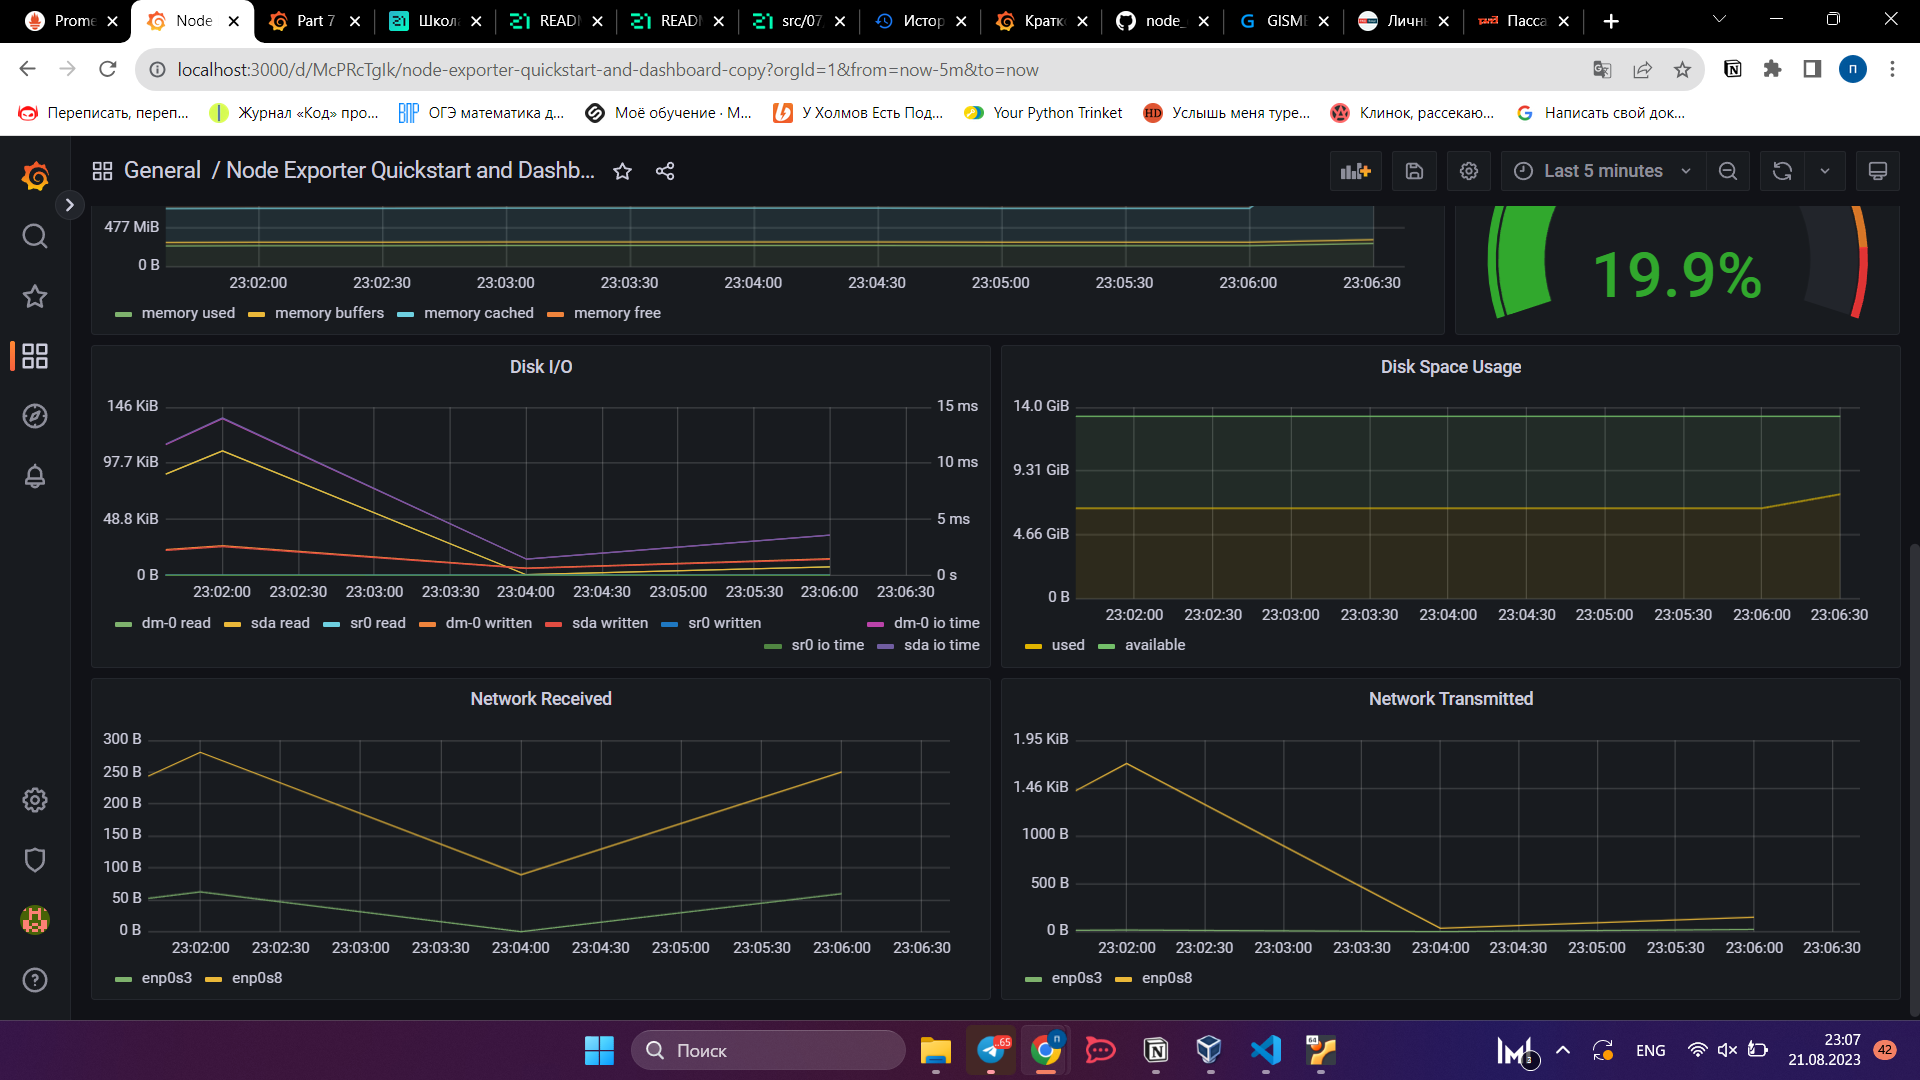 Prome
Node
Part 7
Школ
READM
READM
src/07
Истор
Кратк
node_
GISME
Личн
Пасса
localhost:3000/d/McPRcTgIk/node-exporter-quickstart-and-dashboard-copy?orgId=1&from=now-5m&to=now
Переписать, переп...
Журнал «Код» про...
ОГЭ математика д...
Моё обучение · М...
У Холмов Есть Под...
Your Python Trinket
Услышь меня туре...
Клинок, рассекаю...
Написать свой док...
General / Node Exporter Quickstart and Dashb...
Last 5 minutes
477 MiB
0 B
23:02:00 23:02:30 23:03:00 23:03:30 23:04:00 23:04:30 23:05:00 23:05:30 23:06:00 23:06:30
memory used memory buffers memory cached memory free
19.9%
Disk I/O
146 KiB
97.7 KiB
48.8 KiB
0 B
15 ms
10 ms
5 ms
0 s
23:02:00 23:02:30 23:03:00 23:03:30 23:04:00 23:04:30 23:05:00 23:05:30 23:06:00 23:06:30
dm-0 read sda read sr0 read dm-0 written sda written sr0 written dm-0 io time
sr0 io time sda io time
Disk Space Usage
14.0 GiB
9.31 GiB
4.66 GiB
0 B
23:02:00 23:02:30 23:03:00 23:03:30 23:04:00 23:04:30 23:05:00 23:05:30 23:06:00 23:06:30
used available
Network Received
300 B
250 B
200 B
150 B
100 B
50 B
0 B
23:02:00 23:02:30 23:03:00 23:03:30 23:04:00 23:04:30 23:05:00 23:05:30 23:06:00 23:06:30
enp0s3 enp0s8
Network Transmitted
1.95 KiB
1.46 KiB
1000 B
500 B
0 B
23:02:00 23:02:30 23:03:00 23:03:30 23:04:00 23:04:30 23:05:00 23:05:30 23:06:00 23:06:30
enp0s3 enp0s8
Поиск
ENG
23:07
21.08.2023
42